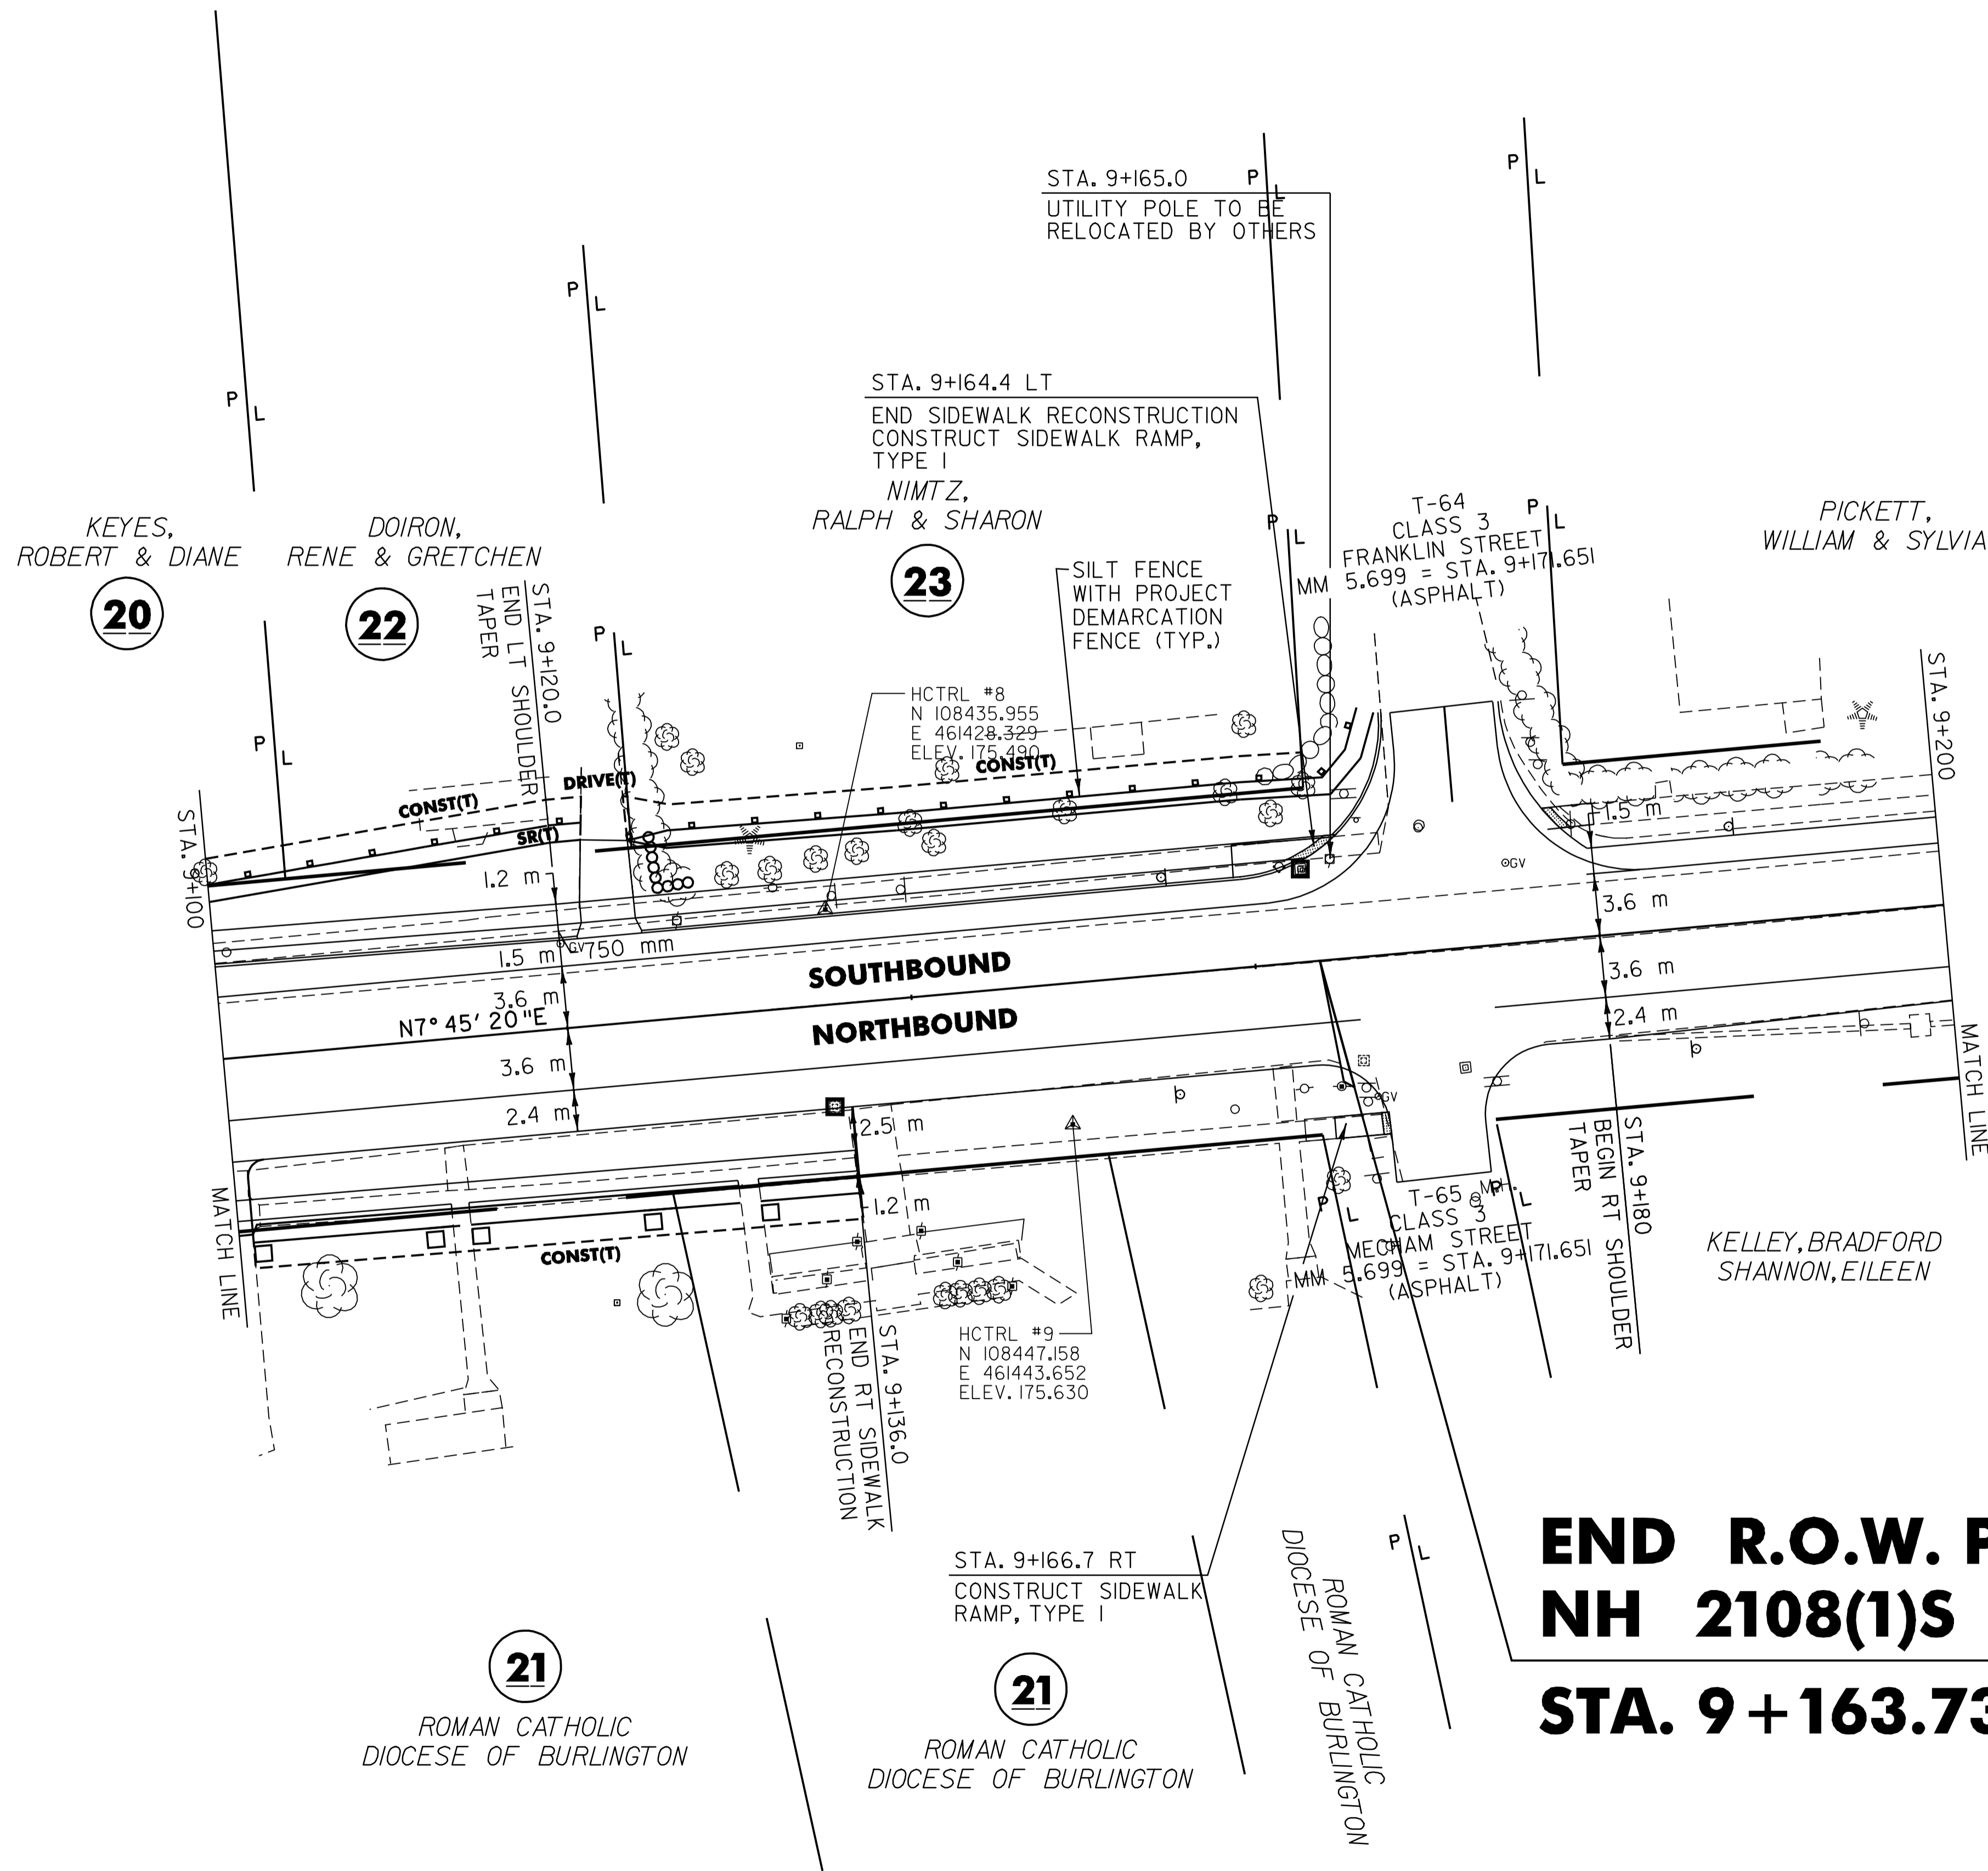 STA. 9+165.0
UTILITY POLE TO BE
RELOCATED BY OTHERS
P L
P L
P L
P L
STA. 9+164.4 LT
END SIDEWALK RECONSTRUCTION
CONSTRUCT SIDEWALK RAMP,
TYPE I
NIMTZ,
RALPH & SHARON
23
KEYES,
ROBERT & DIANE
20
DOIRON,
RENE & GRETCHEN
22
STA. 9+120.0
END LT SHOULDER
TAPER
P L
P L
SILT FENCE
WITH PROJECT
DEMARCATION
FENCE (TYP.)
P L
T-64
CLASS 3
FRANKLIN STREET
MM 5.699 = STA. 9+171.651
(ASPHALT)
P L
PICKETT,
WILLIAM & SYLVIA
HCTRL #8
N 108435.955
E 461428.329
ELEV. 175.490
CONST(T)
DRIVE(T)
CONST(T)
SR(T)
STA. 9+100
STA. 9+200
1.5 m
1.2 m
GV
750 mm
1.5 m
3.6 m
N7° 45' 20"E
3.6 m
2.4 m
SOUTHBOUND
NORTHBOUND
GV
3.6 m
3.6 m
2.4 m
2.5 m
1.2 m
GV
MATCH LINE
MATCH LINE
CONST(T)
STA. 9+180
BEGIN RT SHOULDER
TAPER
P L
P L
T-65
MH.
CLASS 3
MECHAM STREET
MM 5.699 = STA. 9+171.651
(ASPHALT)
KELLEY, BRADFORD
SHANNON, EILEEN
STA. 9+136.0
END RT SIDEWALK
RECONSTRUCTION
HCTRL #9
N 108447.158
E 461443.652
ELEV. 175.630
STA. 9+166.7 RT
CONSTRUCT SIDEWALK
RAMP, TYPE I
ROMAN CATHOLIC
DIOCESE OF BURLINGTON
P L
21
ROMAN CATHOLIC
DIOCESE OF BURLINGTON
21
ROMAN CATHOLIC
DIOCESE OF BURLINGTON
END R.O.W. P
NH 2108(1)S
STA. 9+163.73